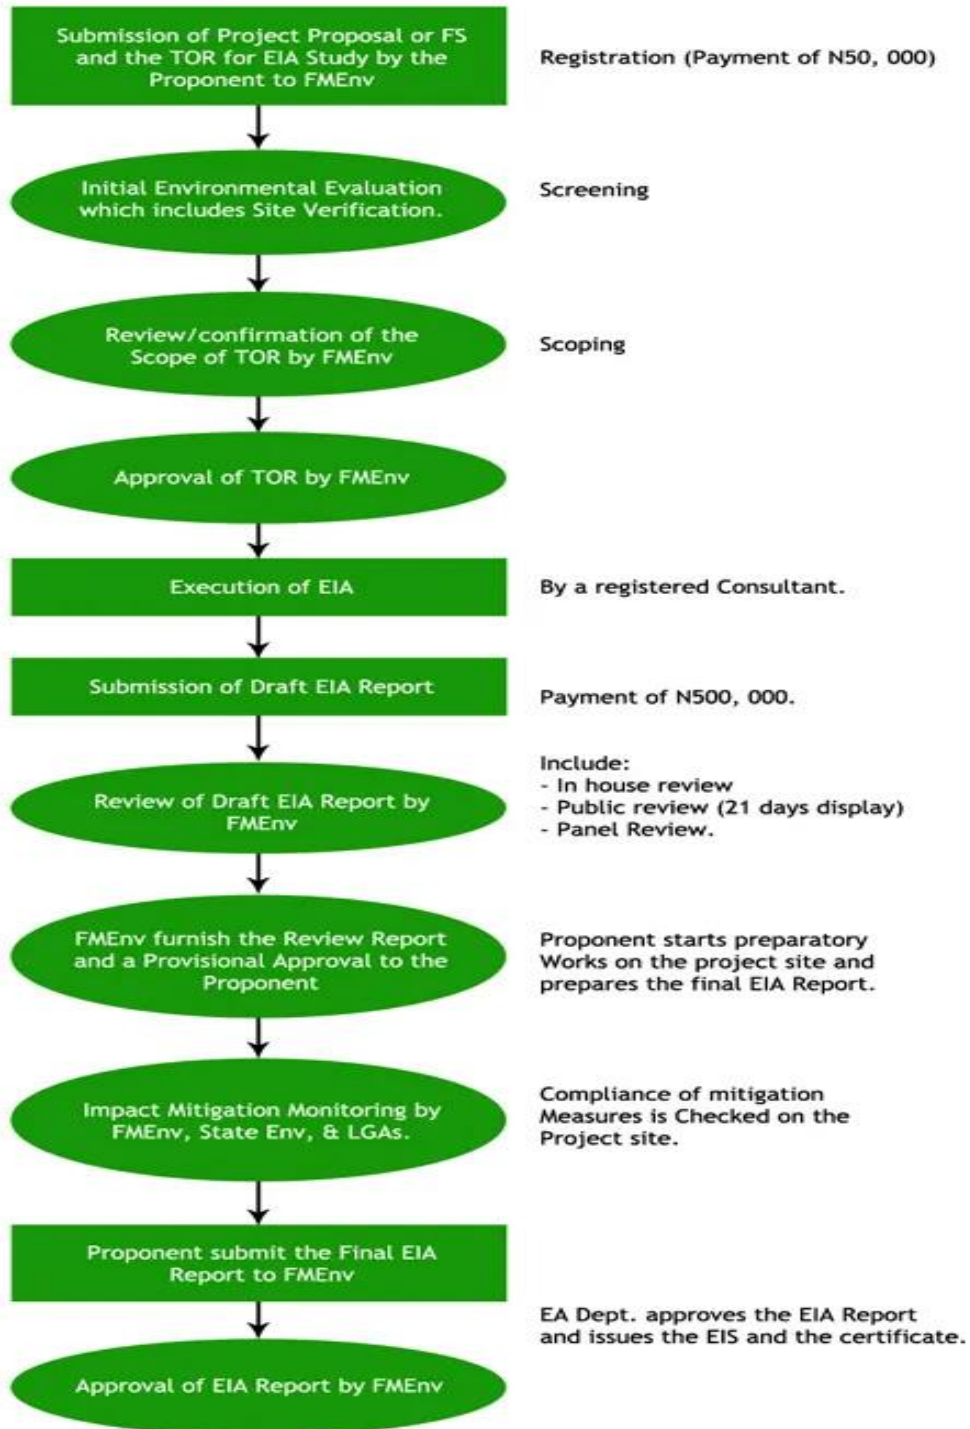 Submission of Project Proposal or FS
and the TOR for EIA Study by the
Proponent to FMEnv
Registration (Payment of N50, 000)
Initial Environmental Evaluation
which includes Site Verification.
Screening
Review/confirmation of the
Scope of TOR by FMEnv
Scoping
Approval of TOR by FMEnv
Execution of EIA
By a registered Consultant.
Submission of Draft EIA Report
Payment of N500, 000.
Review of Draft EIA Report by
FMEnv
Include:
- In house review
- Public review (21 days display)
- Panel Review.
FMEnv furnish the Review Report
and a Provisional Approval to the
Proponent
Proponent starts preparatory
Works on the project site and
prepares the final EIA Report.
Impact Mitigation Monitoring by
FMEnv, State Env, & LGAs.
Compliance of mitigation
Measures is Checked on the
Project site.
Proponent submit the Final EIA
Report to FMEnv
EA Dept. approves the EIA Report
and issues the EIS and the certificate.
Approval of EIA Report by FMEnv